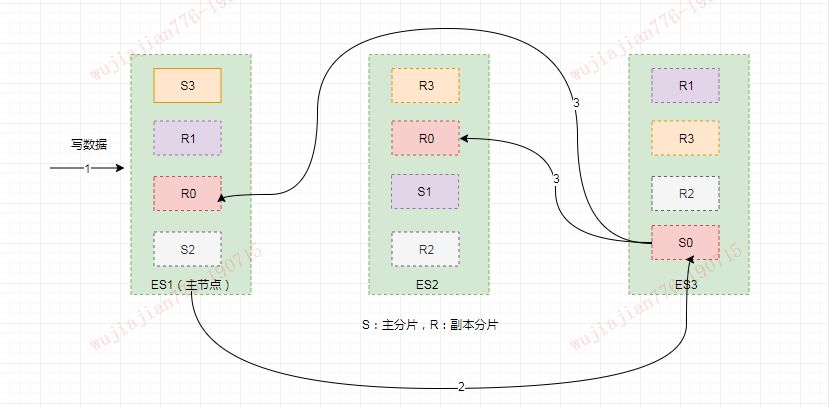 wujiajian776-190715
wujiajian776-190715
写数据
1
S3
R1
R0
S2
ES1（主节点）
R3
R0
S1
R2
ES2
3
3
R1
R3
R2
S0
ES3
S：主分片，R：副本分片
wujiajian776-190715
wujiajian776-190715
2